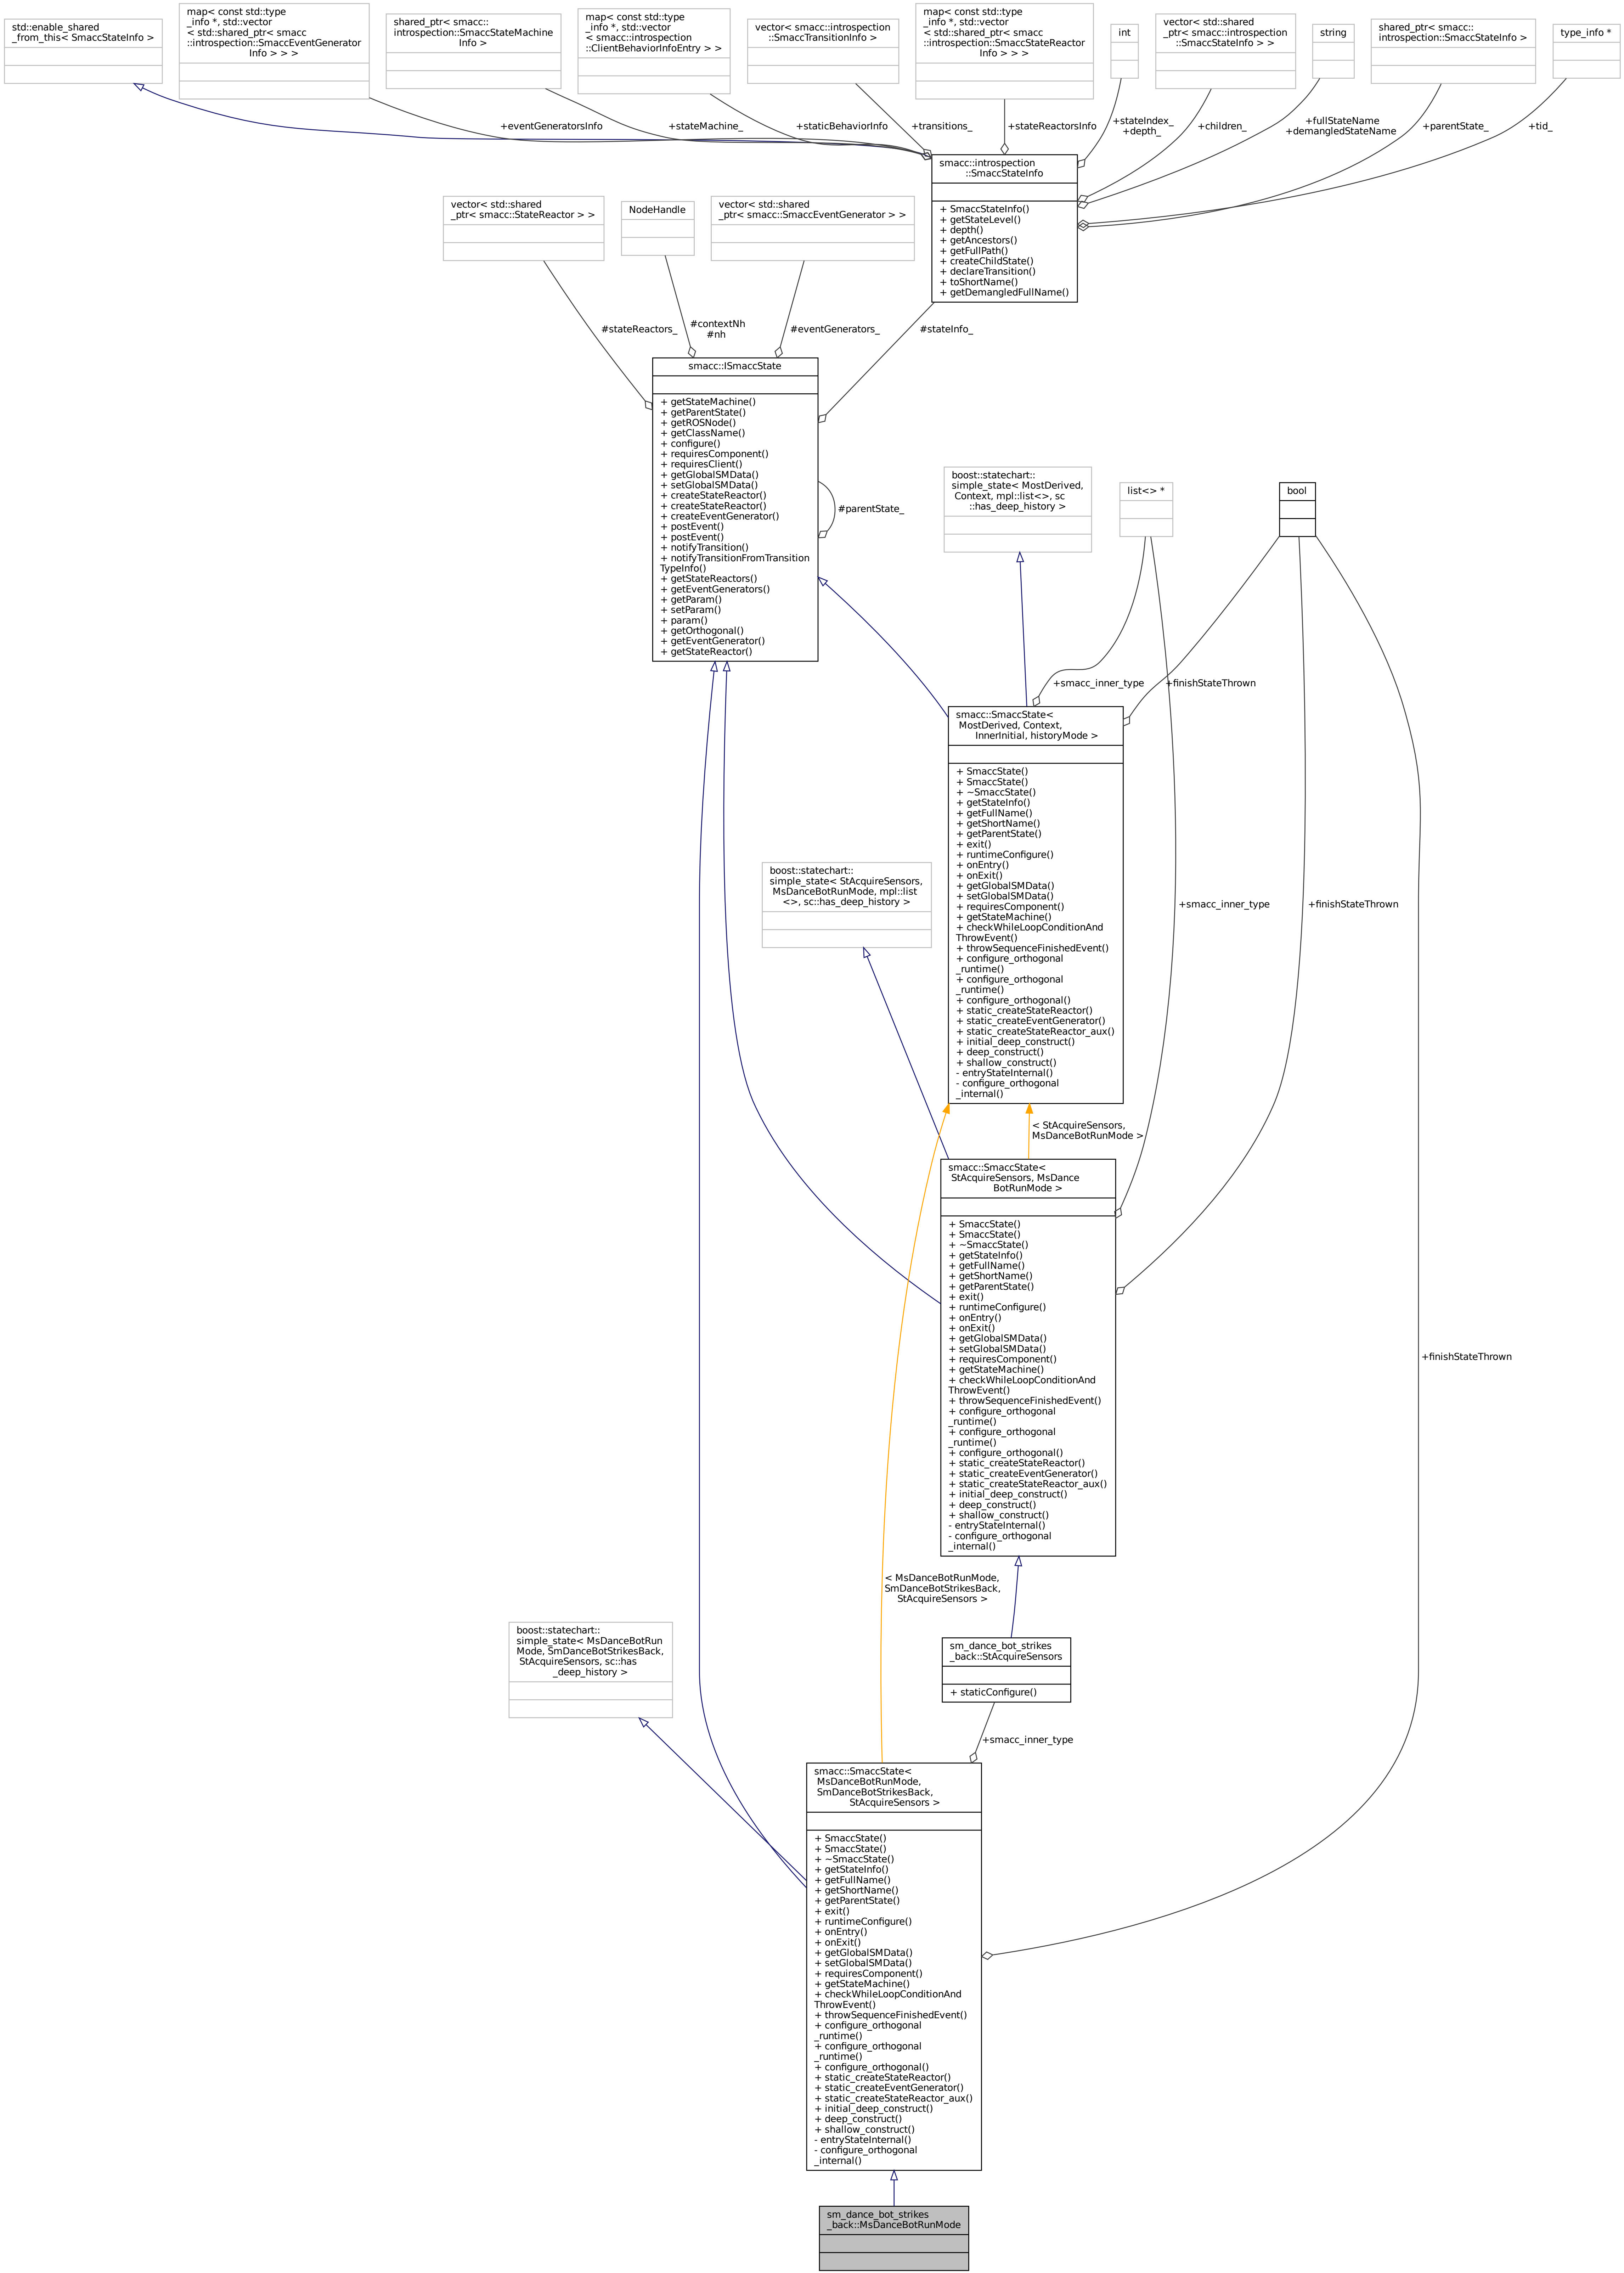 std::enable_shared
_from_this< SmaccStateInfo >
map< const std::type
_info *, std::vector
< std::shared_ptr< smacc
::introspection::SmaccEventGenerator
Info > > >
shared_ptr< smacc::
introspection::SmaccStateMachine
Info >
map< const std::type
_info *, std::vector
< smacc::introspection
::ClientBehaviorInfoEntry > >
vector< smacc::introspection
::SmaccTransitionInfo >
map< const std::type
_info *, std::vector
< std::shared_ptr< smacc
::introspection::SmaccStateReactor
Info > > >
int
vector< std::shared
_ptr< smacc::introspection
::SmaccStateInfo > >
string
shared_ptr< smacc::
introspection::SmaccStateInfo >
type_info *
+eventGeneratorsInfo
+stateMachine_
+staticBehaviorInfo
+transitions_
+stateReactorsInfo
+stateIndex_
+depth_
+children_
+fullStateName
+demangledStateName
+parentState_
+tid_
smacc::introspection
::SmaccStateInfo
+ SmaccStateInfo()
+ getStateLevel()
+ depth()
+ getAncestors()
+ getFullPath()
+ createChildState()
+ declareTransition()
+ toShortName()
+ getDemangledFullName()
vector< std::shared
_ptr< smacc::StateReactor > >
NodeHandle
vector< std::shared
_ptr< smacc::SmaccEventGenerator > >
#stateReactors_
#contextNh
#nh
#eventGenerators_
#stateInfo_
smacc::ISmaccState
+ getStateMachine()
+ getParentState()
+ getROSNode()
+ getClassName()
+ configure()
+ requiresComponent()
+ requiresClient()
+ getGlobalSMData()
+ setGlobalSMData()
+ createStateReactor()
+ createStateReactor()
+ createEventGenerator()
+ postEvent()
+ postEvent()
+ notifyTransition()
+ notifyTransitionFromTransition
TypeInfo()
+ getStateReactors()
+ getEventGenerators()
+ getParam()
+ setParam()
+ param()
+ getOrthogonal()
+ getEventGenerator()
+ getStateReactor()
#parentState_
boost::statechart::
simple_state< MostDerived,
Context, mpl::list<>, sc
::has_deep_history >
list<> *
bool
+smacc_inner_type
+finishStateThrown
smacc::SmaccState<
MostDerived, Context,
InnerInitial, historyMode >
+ SmaccState()
+ SmaccState()
+ ~SmaccState()
+ getStateInfo()
+ getFullName()
+ getShortName()
+ getParentState()
+ exit()
+ runtimeConfigure()
+ onEntry()
+ onExit()
+ getGlobalSMData()
+ setGlobalSMData()
+ requiresComponent()
+ getStateMachine()
+ checkWhileLoopConditionAnd
ThrowEvent()
+ throwSequenceFinishedEvent()
+ configure_orthogonal
_runtime()
+ configure_orthogonal
_runtime()
+ configure_orthogonal()
+ static_createStateReactor()
+ static_createEventGenerator()
+ static_createStateReactor_aux()
+ initial_deep_construct()
+ deep_construct()
+ shallow_construct()
- entryStateInternal()
- configure_orthogonal
_internal()
boost::statechart::
simple_state< StAcquireSensors,
MsDanceBotRunMode, mpl::list
<>, sc::has_deep_history >
+smacc_inner_type
+finishStateThrown
< StAcquireSensors,
MsDanceBotRunMode >
smacc::SmaccState<
StAcquireSensors, MsDance
BotRunMode >
+ SmaccState()
+ SmaccState()
+ ~SmaccState()
+ getStateInfo()
+ getFullName()
+ getShortName()
+ getParentState()
+ exit()
+ runtimeConfigure()
+ onEntry()
+ onExit()
+ getGlobalSMData()
+ setGlobalSMData()
+ requiresComponent()
+ getStateMachine()
+ checkWhileLoopConditionAnd
ThrowEvent()
+ throwSequenceFinishedEvent()
+ configure_orthogonal
_runtime()
+ configure_orthogonal
_runtime()
+ configure_orthogonal()
+ static_createStateReactor()
+ static_createEventGenerator()
+ static_createStateReactor_aux()
+ initial_deep_construct()
+ deep_construct()
+ shallow_construct()
- entryStateInternal()
- configure_orthogonal
_internal()
+finishStateThrown
< MsDanceBotRunMode,
SmDanceBotStrikesBack,
StAcquireSensors >
boost::statechart::
simple_state< MsDanceBotRun
Mode, SmDanceBotStrikesBack,
StAcquireSensors, sc::has
_deep_history >
sm_dance_bot_strikes
_back::StAcquireSensors
+ staticConfigure()
+smacc_inner_type
smacc::SmaccState<
MsDanceBotRunMode,
SmDanceBotStrikesBack,
StAcquireSensors >
+ SmaccState()
+ SmaccState()
+ ~SmaccState()
+ getStateInfo()
+ getFullName()
+ getShortName()
+ getParentState()
+ exit()
+ runtimeConfigure()
+ onEntry()
+ onExit()
+ getGlobalSMData()
+ setGlobalSMData()
+ requiresComponent()
+ getStateMachine()
+ checkWhileLoopConditionAnd
ThrowEvent()
+ throwSequenceFinishedEvent()
+ configure_orthogonal
_runtime()
+ configure_orthogonal
_runtime()
+ configure_orthogonal()
+ static_createStateReactor()
+ static_createEventGenerator()
+ static_createStateReactor_aux()
+ initial_deep_construct()
+ deep_construct()
+ shallow_construct()
- entryStateInternal()
- configure_orthogonal
_internal()
sm_dance_bot_strikes
_back::MsDanceBotRunMode